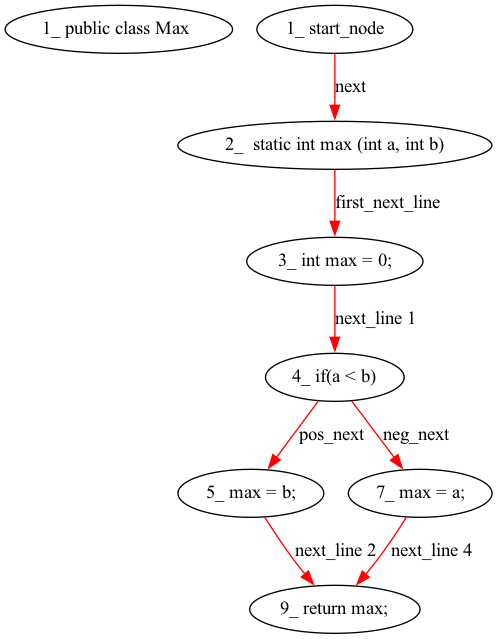 1_ public class Max
1_ start_node
next
2_  static int max (int a, int b)
first_next_line
3_ int max = 0;
next_line 1
4_ if(a < b)
pos_next
neg_next
5_ max = b;
7_ max = a;
next_line 2
next_line 4
9_ return max;